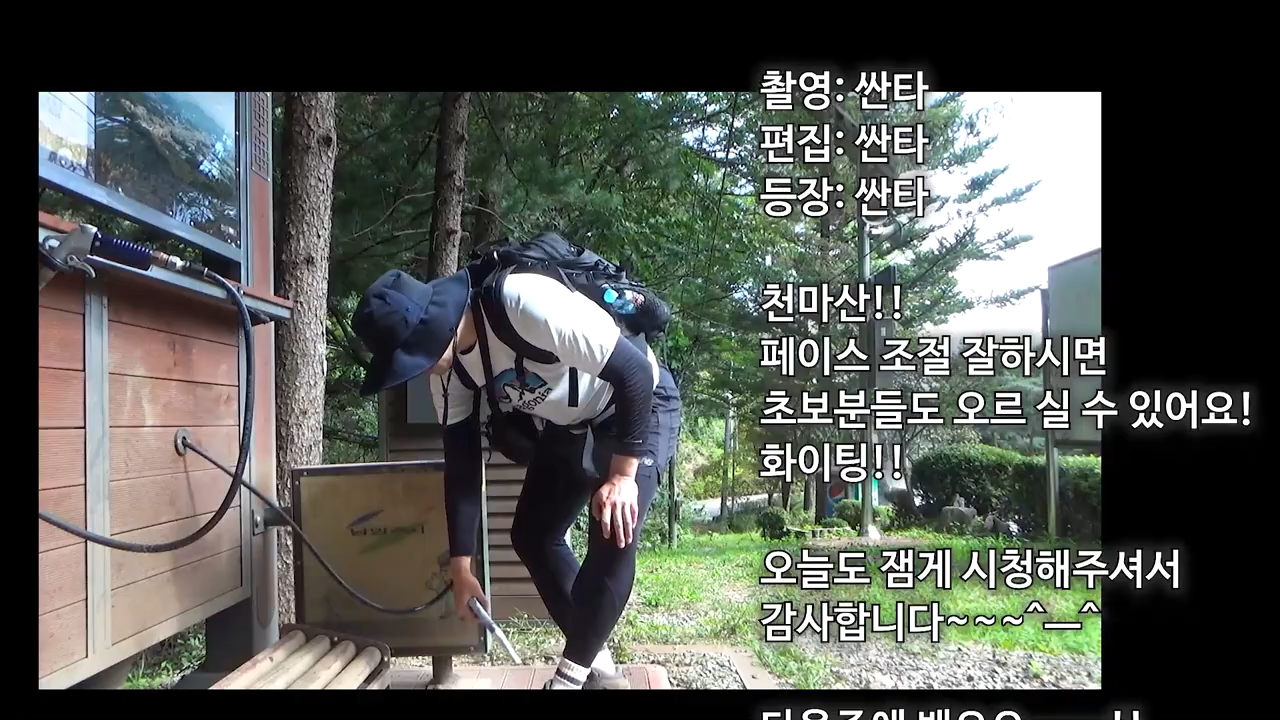 촬영: 싼타
편집: 싼타
등장: 싼타
천마산!!
페이스 조절 잘하시면
초보분들도 오르 실 수 있어요!
화이팅!!
오늘도 잼게 시청해주셔서
감사합니다~~~^—^